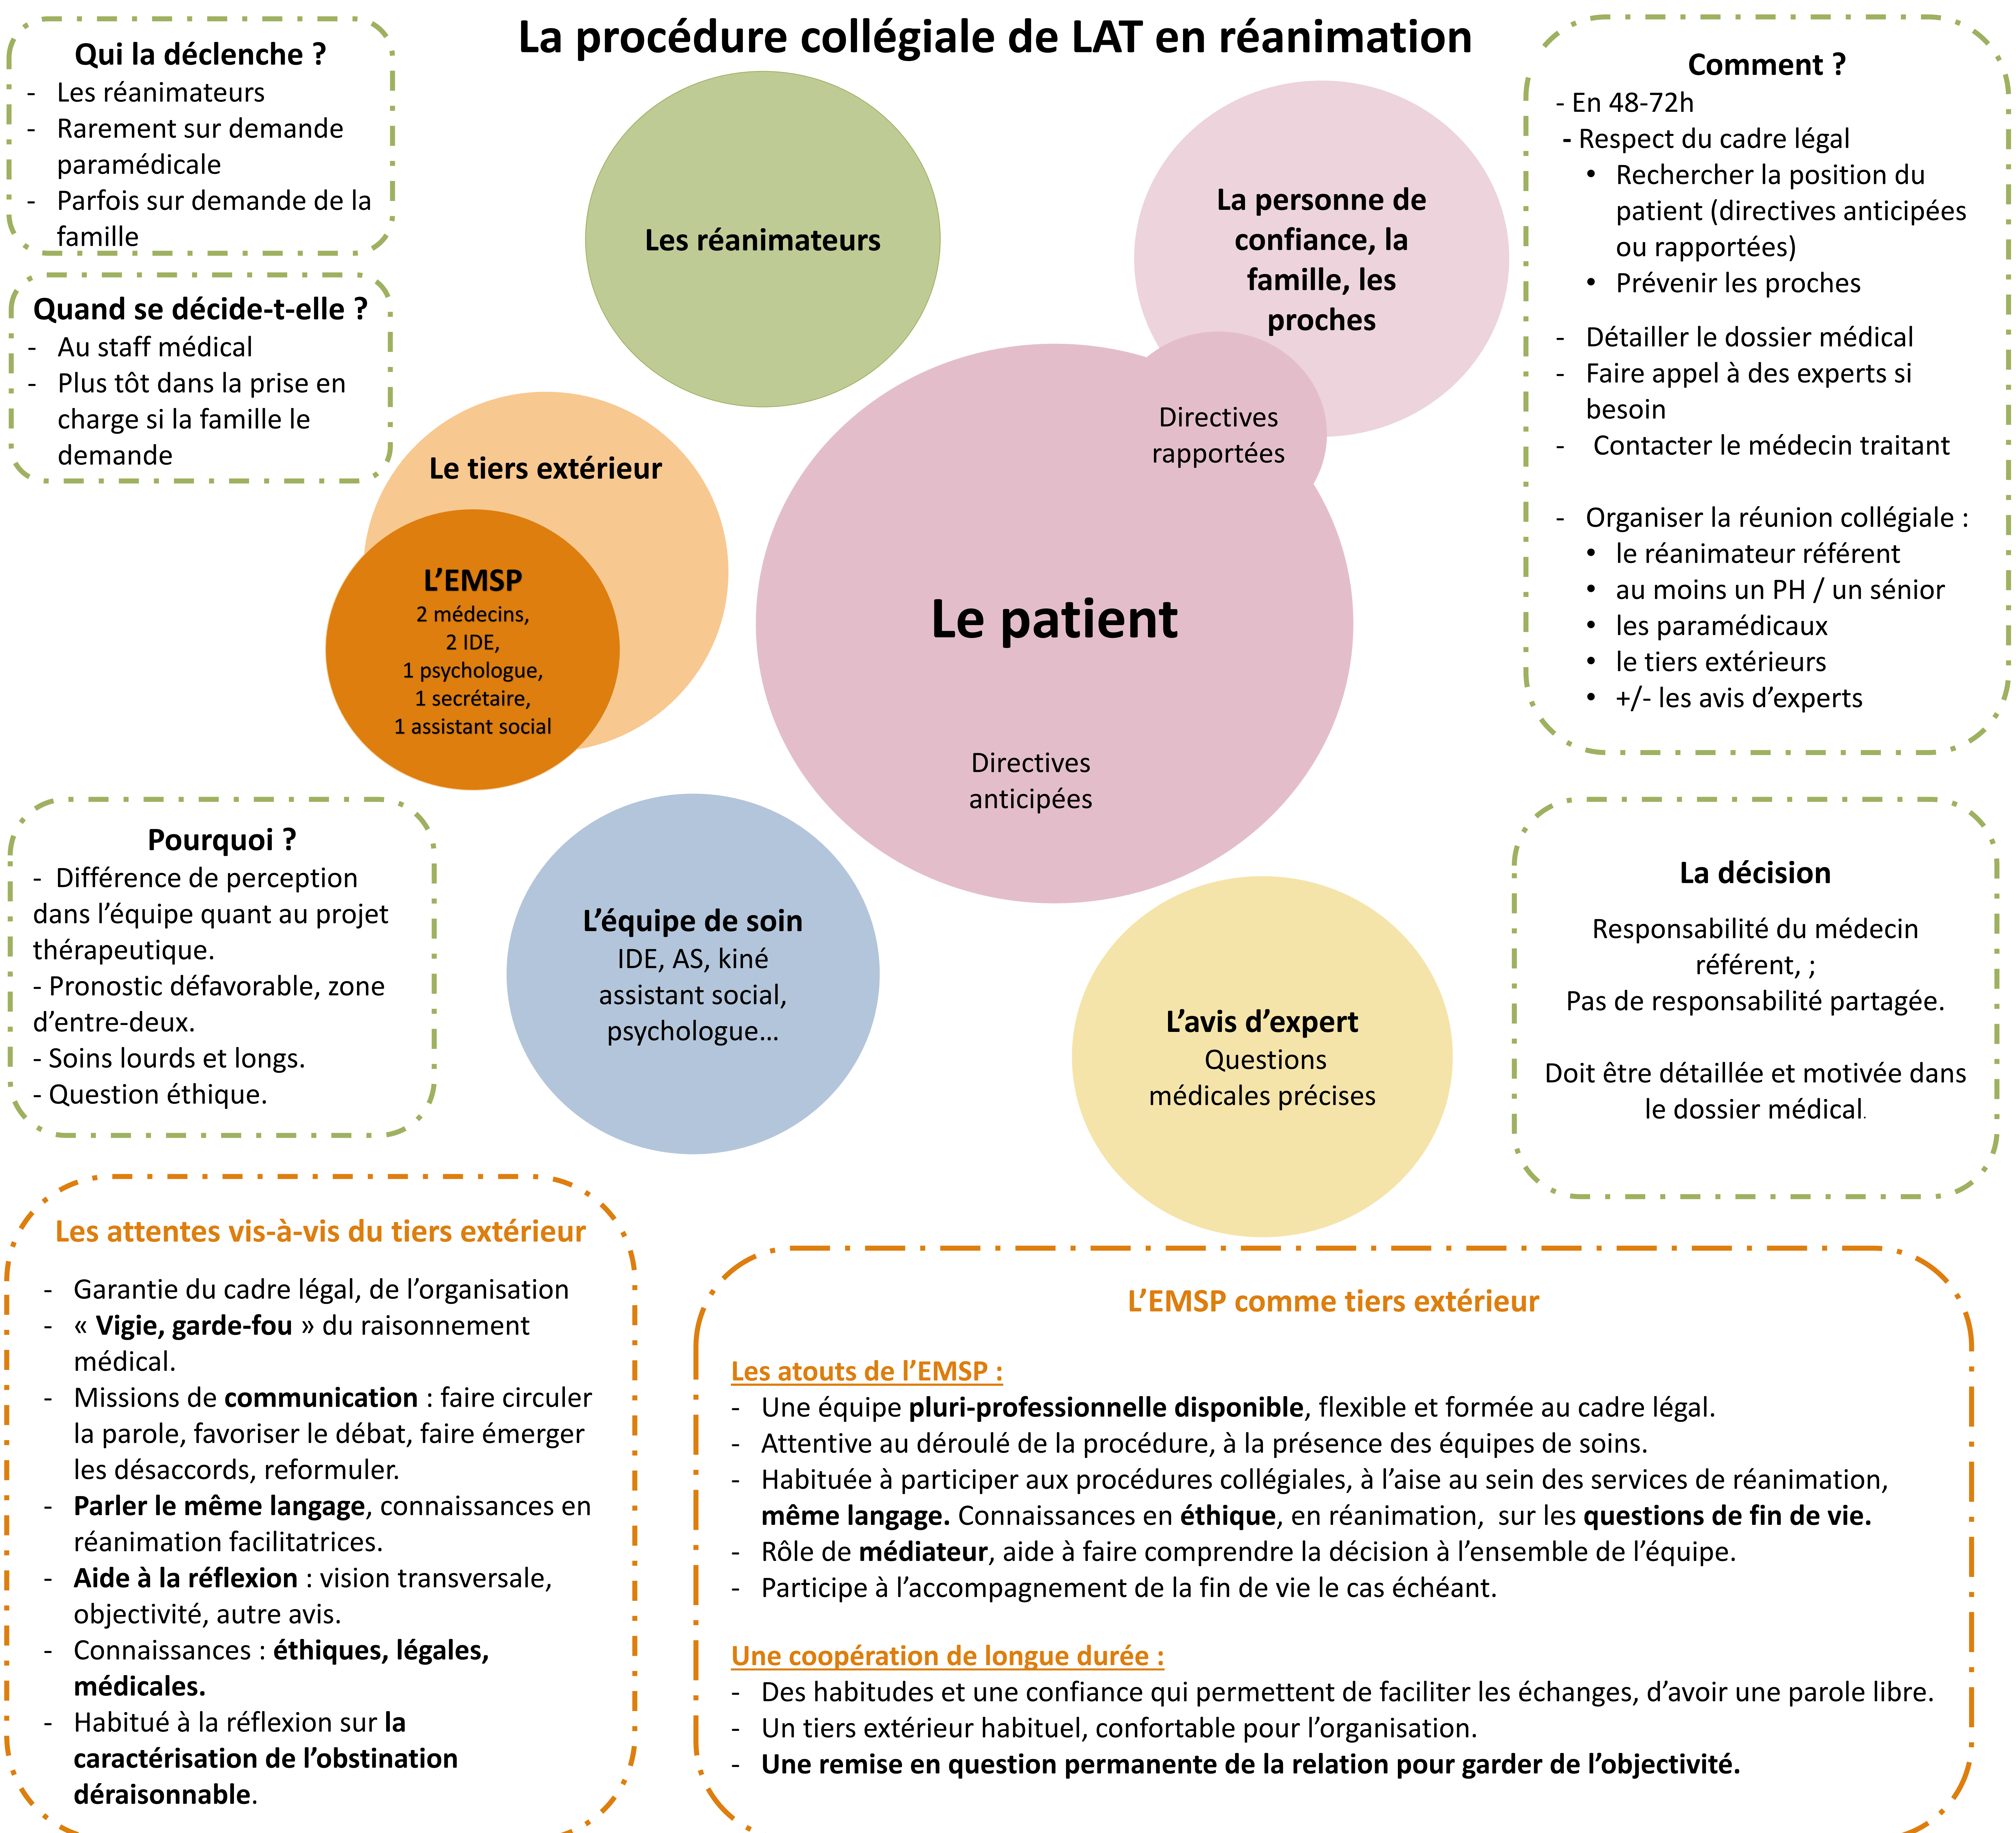 La procédure collégiale de LAT en réanimation
Qui la déclenche ?
- Les réanimateurs
- Rarement sur demande
paramédicale
- Parfois sur demande de la
famille
Quand se décide-t-elle ?
- Au staff médical
- Plus tôt dans la prise en
charge si la famille le
demande
Les réanimateurs
La personne de
confiance, la
famille, les
proches
Directives
rapportées
Le patient
Directives
anticipées
Le tiers extérieur
L'EMSP
2 médecins,
2 IDE,
1 psychologue,
1 secrétaire,
1 assistant social
L'équipe de soin
IDE, AS, kiné
assistant social,
psychologue…
L'avis d'expert
Questions
médicales précises
Comment ?
- En 48-72h
- Respect du cadre légal
• Rechercher la position du
patient (directives anticipées
ou rapportées)
• Prévenir les proches
- Détailler le dossier médical
- Faire appel à des experts si
besoin
- Contacter le médecin traitant
- Organiser la réunion collégiale :
• le réanimateur référent
• au moins un PH / un sénior
• les paramédicaux
• le tiers extérieurs
• +/- les avis d'experts
Pourquoi ?
- Différence de perception
dans l'équipe quant au projet
thérapeutique.
- Pronostic défavorable, zone
d'entre-deux.
- Soins lourds et longs.
- Question éthique.
La décision
Responsabilité du médecin
référent, ;
Pas de responsabilité partagée.
Doit être détaillée et motivée dans
le dossier médical.
Les attentes vis-à-vis du tiers extérieur
- Garantie du cadre légal, de l'organisation
- « Vigie, garde-fou » du raisonnement
médical.
- Missions de communication : faire circuler
la parole, favoriser le débat, faire émerger
les désaccords, reformuler.
- Parler le même langage, connaissances en
réanimation facilitatrices.
- Aide à la réflexion : vision transversale,
objectivité, autre avis.
- Connaissances : éthiques, légales,
médicales.
- Habitué à la réflexion sur la
caractérisation de l'obstination
déraisonnable.
L'EMSP comme tiers extérieur
Les atouts de l'EMSP :
- Une équipe pluri-professionnelle disponible, flexible et formée au cadre légal.
- Attentive au déroulé de la procédure, à la présence des équipes de soins.
- Habituée à participer aux procédures collégiales, à l'aise au sein des services de réanimation,
même langage. Connaissances en éthique, en réanimation, sur les questions de fin de vie.
- Rôle de médiateur, aide à faire comprendre la décision à l'ensemble de l'équipe.
- Participe à l'accompagnement de la fin de vie le cas échéant.
Une coopération de longue durée :
- Des habitudes et une confiance qui permettent de faciliter les échanges, d'avoir une parole libre.
- Un tiers extérieur habituel, confortable pour l'organisation.
- Une remise en question permanente de la relation pour garder de l'objectivité.